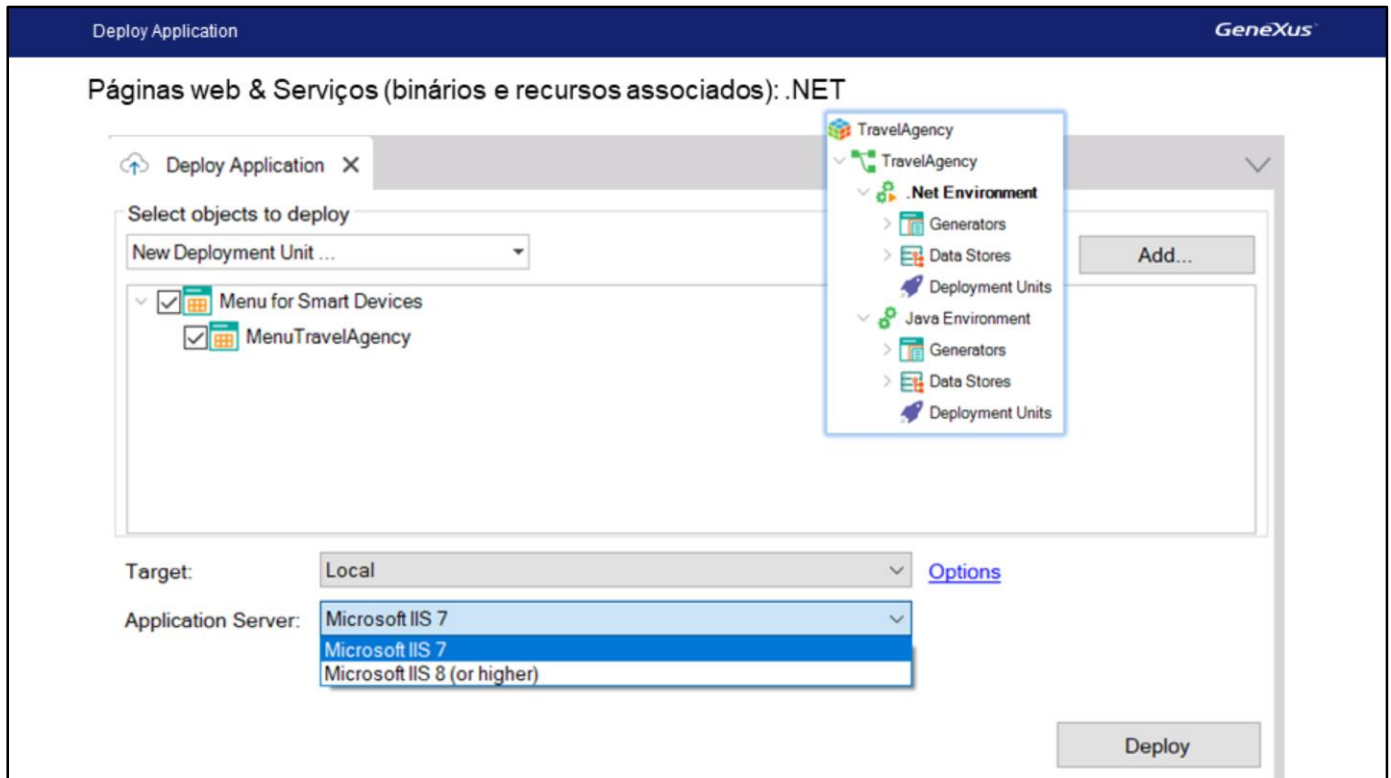 Deploy Application
GeneXus
Páginas web & Serviços (binários e recursos associados): .NET
Deploy Application
Select objects to deploy
New Deployment Unit ...
Add...
Menu for Smart Devices
MenuTravelAgency
TravelAgency
TravelAgency
.Net Environment
Generators
Data Stores
Deployment Units
Java Environment
Generators
Data Stores
Deployment Units
Target:
Local
Options
Application Server:
Microsoft IIS 7
Microsoft IIS 7
Microsoft IIS 8 (or higher)
Deploy